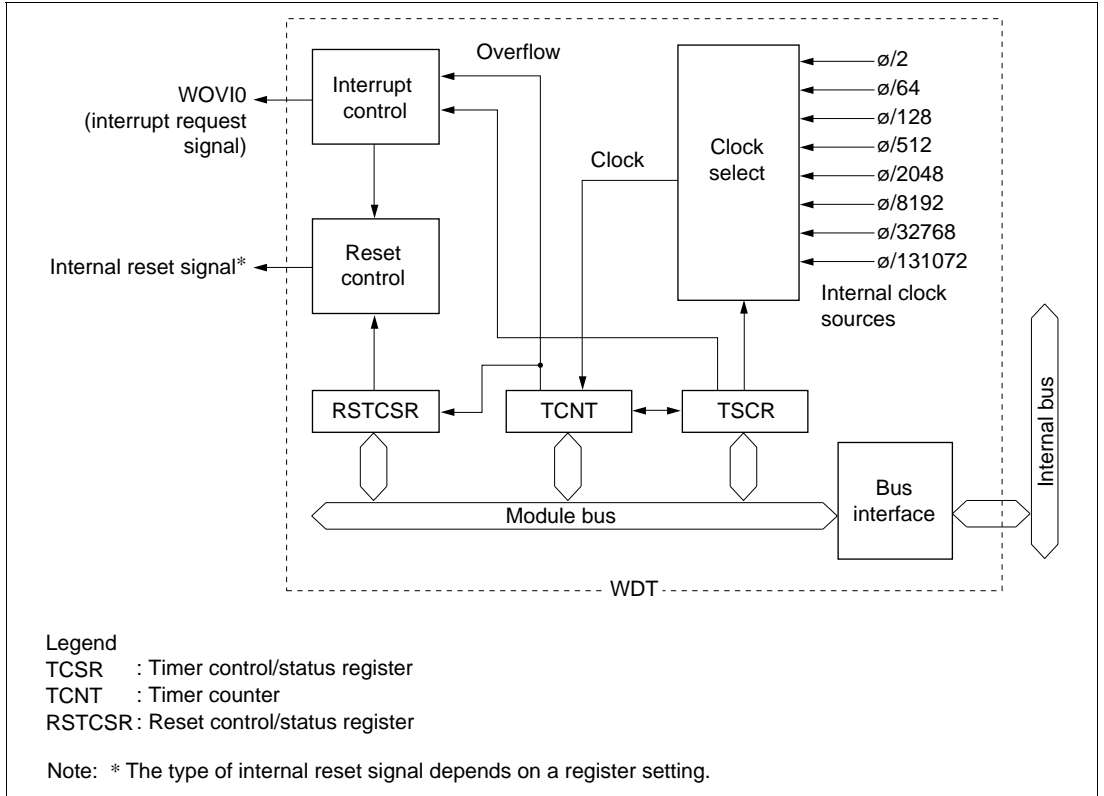 Overflow
WOVI0
(interrupt request
signal)
Interrupt
control
Clock
Clock
select
ø/2
ø/64
ø/128
ø/512
ø/2048
ø/8192
ø/32768
ø/131072
Internal clock
sources
Internal reset signal*
Reset
control
RSTCSR
TCNT
TSCR
Module bus
Bus
interface
Internal bus
WDT
Legend
TCSR : Timer control/status register
TCNT : Timer counter
RSTCSR : Reset control/status register
Note: * The type of internal reset signal depends on a register setting.